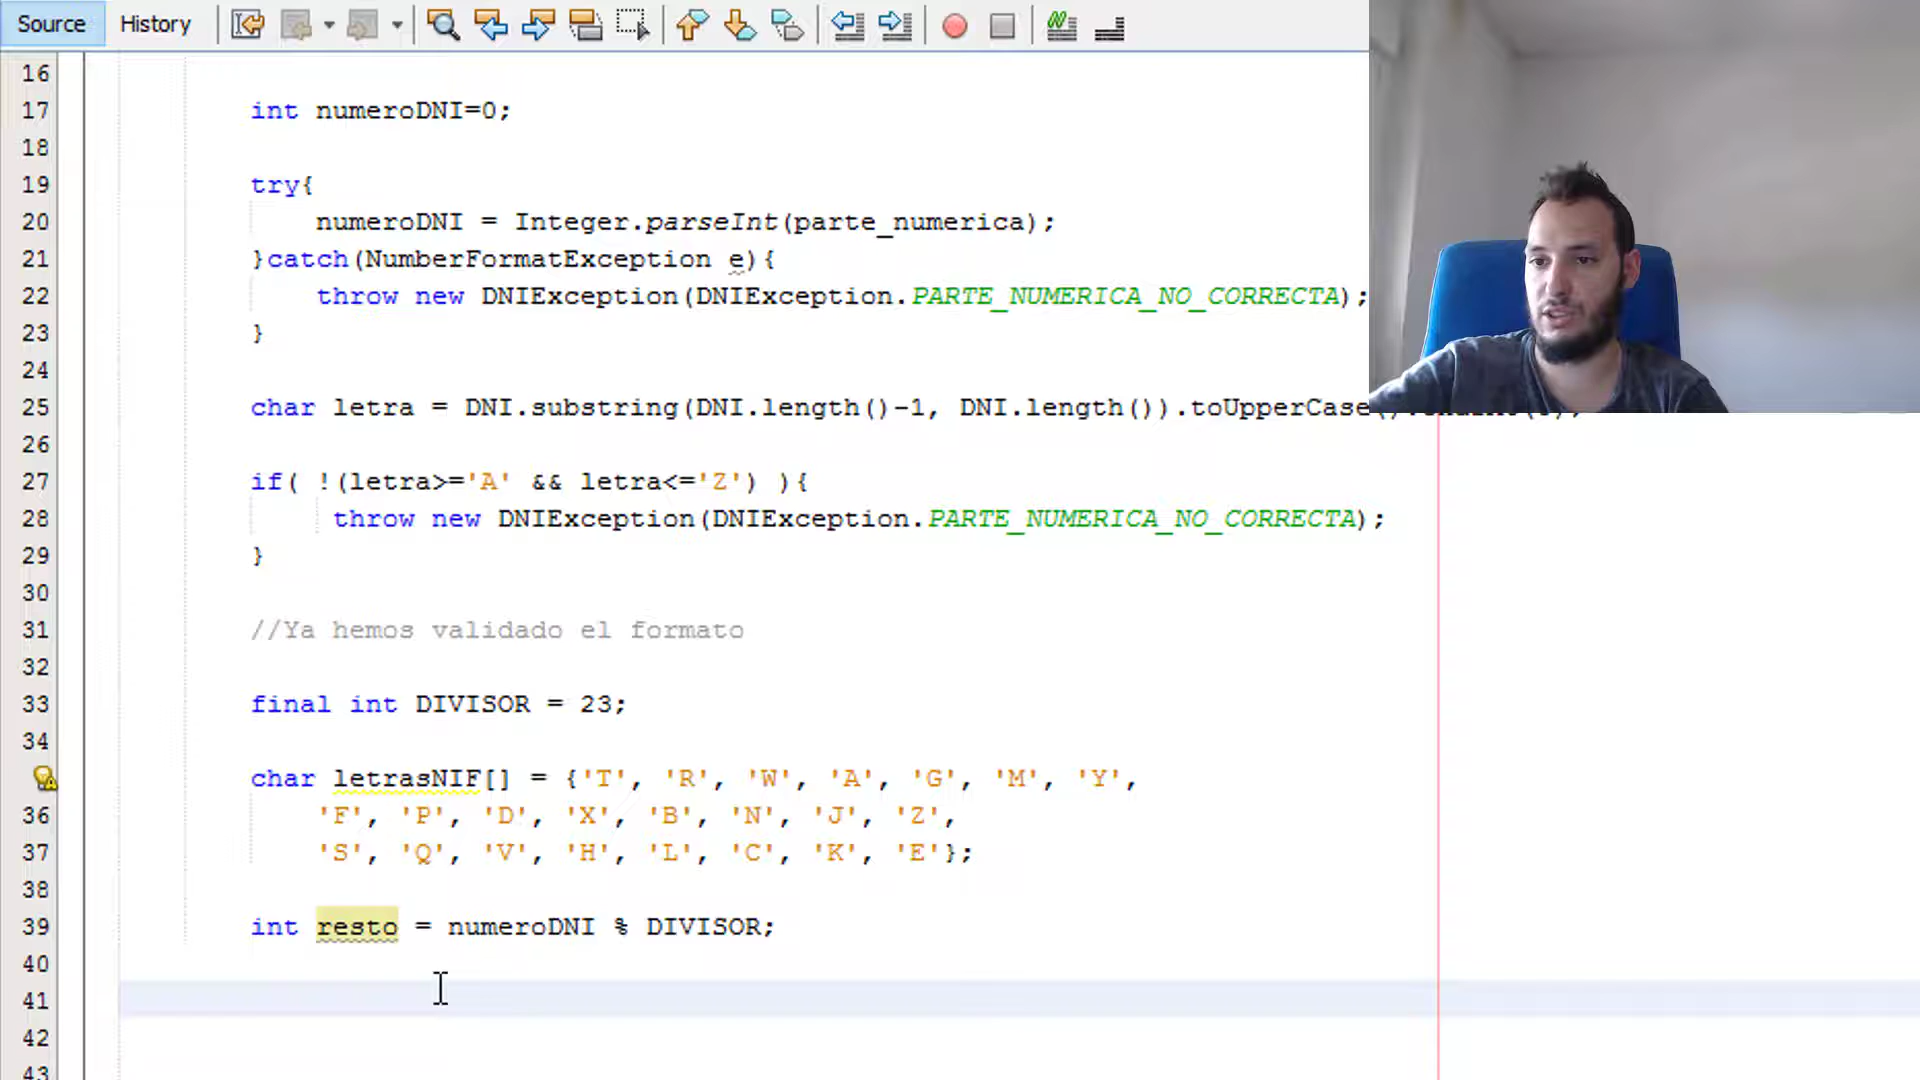 Source History
16
17 int numeroDNI=0;
18
19 try{
20 numeroDNI = Integer.parseInt(parte_numerica);
21 }catch(NumberFormatException e){
22 throw new DNIException(DNIException.PARTE_NUMERICA_NO_CORRECTA);
23 }
24
25 char letra = DNI.substring(DNI.length()-1, DNI.length()).toUpperCase
26
27 if( !(letra>='A' && letra<='Z') ){
28 throw new DNIException(DNIException.PARTE_NUMERICA_NO_CORRECTA);
29 }
30
31 //Ya hemos validado el formato
32
33 final int DIVISOR = 23;
34
char letrasNIF[] = {'T', 'R', 'W', 'A', 'G', 'M', 'Y',
36 'F', 'P', 'D', 'X', 'B', 'N', 'J', 'Z',
37 'S', 'Q', 'V', 'H', 'L', 'C', 'K', 'E'};
38
39 int resto = numeroDNI % DIVISOR;
40
41
42
43